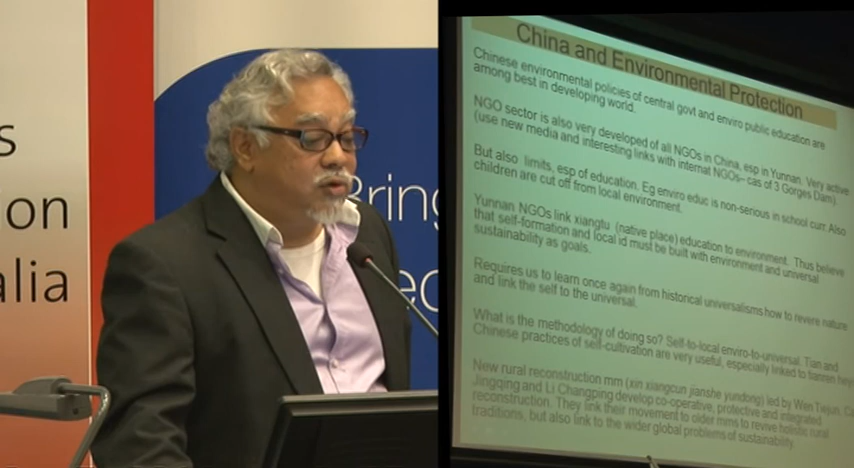 s
ion
alia
Bring
China and Environmental Protection
Chinese environmental policies of central govt and enviro public education are
among best in developing world.
NGO sector is also very developed of all NGOs in China, esp in Yunnan. Very active
(use new media and interesting links with internat NGOs– cas of 3 Gorges Dam)
But also limits, esp of education. Eg enviro educ is non-serious in school curr. Also
children are cut off from local environment.
Yunnan NGOs link xiangtu (native place) education to environment. Thus believe
that self-formation and local id must be built with environment and universal
sustainability as goals.
Requires us to learn once again from historical universalisms how to revere nature
and link the self to the universal.
What is the methodology of doing so? Self-to-local enviro-to-universal. Tian and
Chinese practices of self-cultivation are very useful, especially linked to tianren
New rural reconstruction mm (xin xiangcun jianshe yundong) led by Wen Tiejun,
Jingqing and Li Changping develop co-operative, protective and integrated
reconstruction. They link their movement to older mms to revive holistic rural
traditions, but also link to the wider global problems of sustainability.